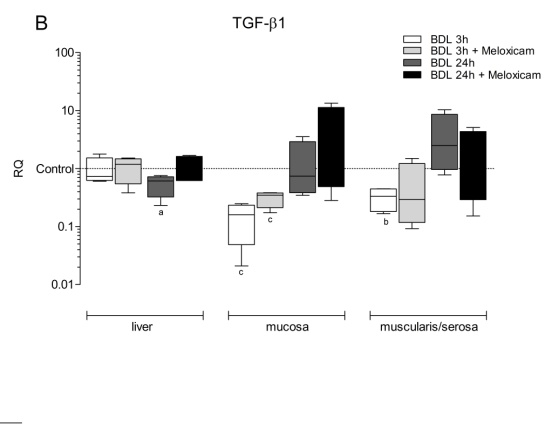 B
TGF-β1
BDL 3h
BDL 3h + Meloxicam
BDL 24h
BDL 24h + Meloxicam
100
10
Control
0.1
0.01
RQ
a
c
c
b
liver
mucosa
muscularis/serosa